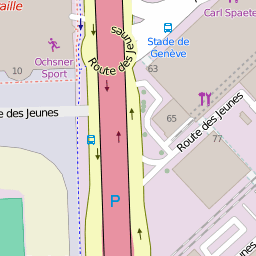 aille
Carl Spaete
Ochsner
Sport
10
Route des Jeunes
Stade de
Genève
63
e des Jeunes
65
77
Route des Jeunes
P